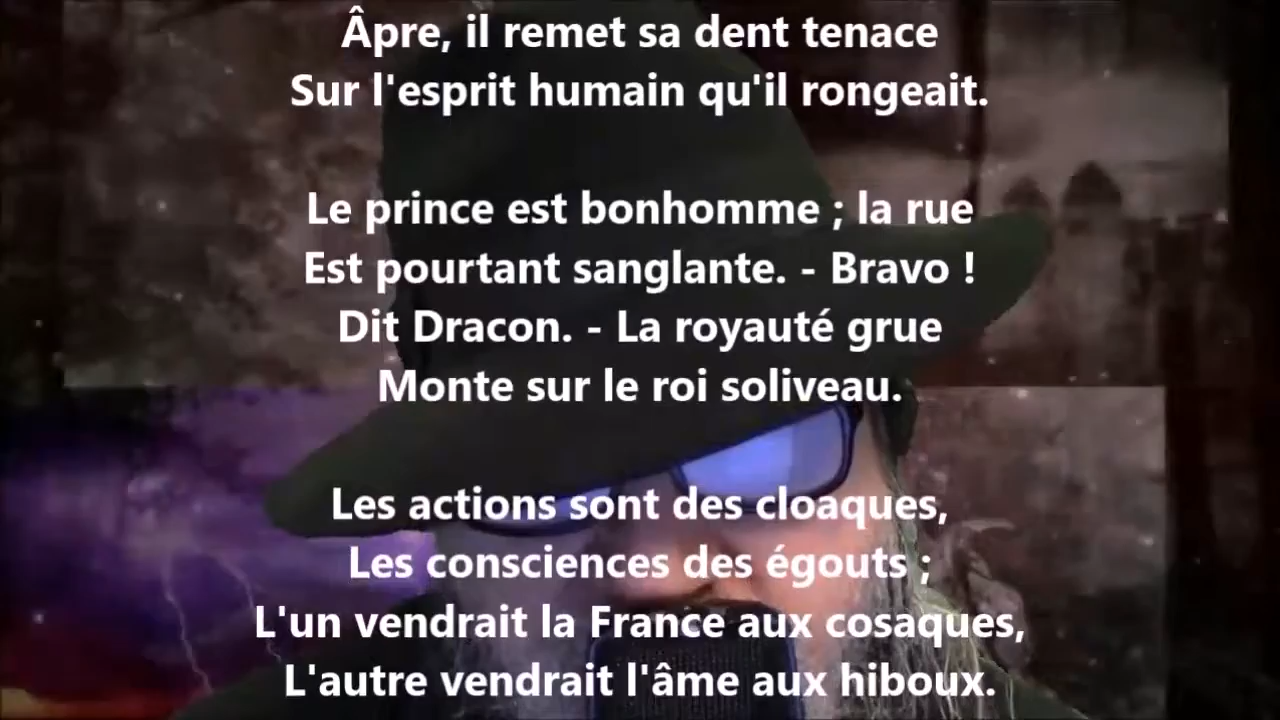 Âpre, il remet sa dent tenace
Sur l'esprit humain qu'il rongeait.
Le prince est bonhomme ; la rue
Est pourtant sanglante. - Bravo !
Dit Dracon. - La royauté grue
Monte sur le roi soliveau.
Les actions sont des cloaques,
Les consciences des égouts ;
L'un vendrait la France aux cosaques,
L'autre vendrait l'âme aux hiboux.